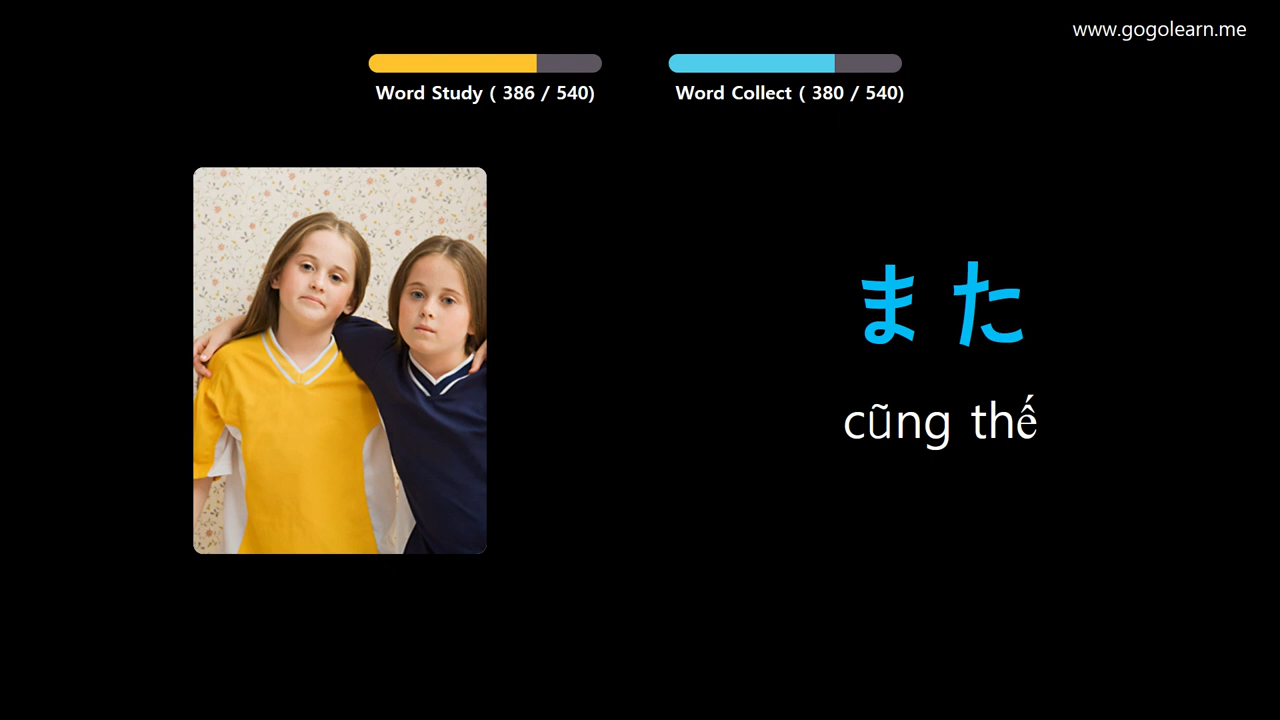 www.gogolearn.me
Word Study ( 386 / 540)
Word Collect ( 380 / 540)
また
cũng thế